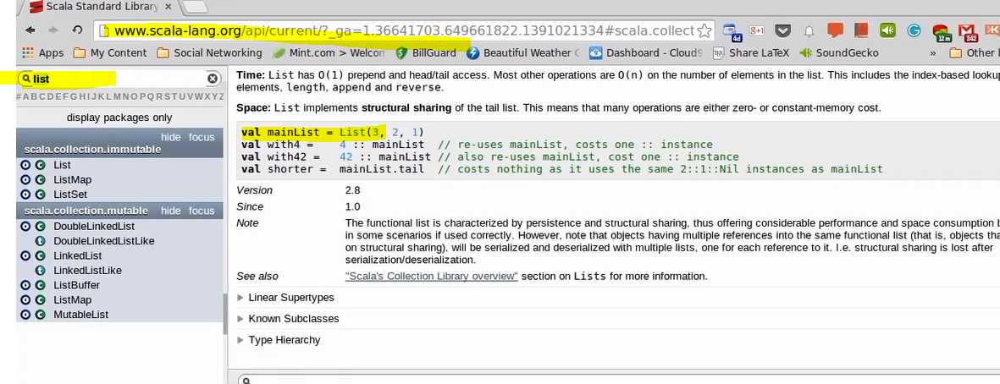 Scala Standard Library
www.scala-lang.org/api/current/?_ga=1.36641703.649661822.1391021334#scala.collect
4d g+1 12 m 242
Apps My Content Social Networking Mint.com > Welcom BillGuard Beautiful Weather Dashboard - Cloud9 Share LaTeX SoundGecko » Other
list
#ABCDEFGHIJKLMNOPQRSTUVWXYZ
display packages only
hide focus
scala.collection.immutable
List
ListMap
ListSet
scala.collection.mutable hide focus
DoubleLinkedList
DoubleLinkedListLike
LinkedList
LinkedListLike
ListBuffer
ListMap
MutableList
Time: List has O(1) prepend and head/tail access. Most other operations are O(n) on the number of elements in the list. This includes the index-based lookup
elements, length, append and reverse.
Space: List implements structural sharing of the tail list. This means that many operations are either zero- or constant-memory cost.
val mainList = List(3, 2, 1)
val with4 = 4 :: mainList // re-uses mainList, costs one :: instance
val with42 = 42 :: mainList // also re-uses mainList, cost one :: instance
val shorter = mainList.tail // costs nothing as it uses the same 2::1::Nil instances as mainList
Version 2.8
Since 1.0
Note The functional list is characterized by persistence and structural sharing, thus offering considerable performance and space consumption b
in some scenarios if used correctly. However, note that objects having multiple references into the same functional list (that is, objects tha
on structural sharing), will be serialized and deserialized with multiple lists, one for each reference to it. I.e. structural sharing is lost after
serialization/deserialization.
See also "Scala's Collection Library overview" section on Lists for more information.
Linear Supertypes
Known Subclasses
Type Hierarchy